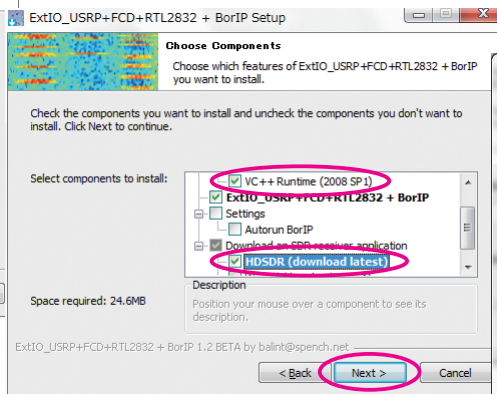 ExtIO_USRP+FCD+RTL2832 + BorIP Setup
Choose Components
Choose which features of ExtIO_USRP+FCD+RTL2832 + BorIP
you want to install.
Check the components you want to install and uncheck the components you don't want to
install. Click Next to continue.
Select components to install:
VC++ Runtime (2008 SP1)
ExtIO_USRP+FCD+RTL2832 + BorIP
Settings
Autorun BorIP
Download an SDR receiver application
HDSDR (download latest)
Space required: 24.6MB
Description
Position your mouse over a component to see its
description.
ExtIO_USRP+FCD+RTL2832 + BorIP 1.2 BETA by balint@spench.net
< Back
Next >
Cancel